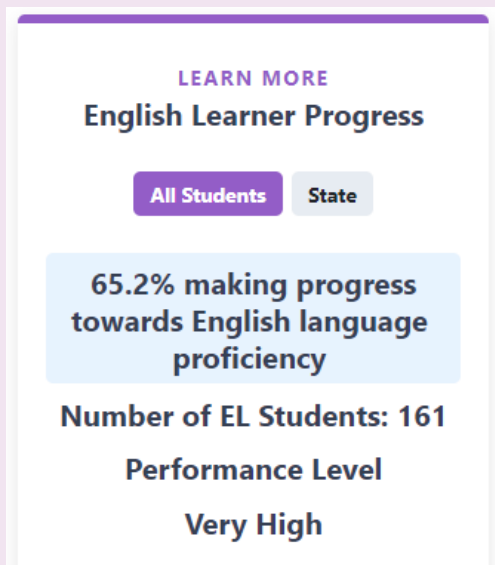 LEARN MORE
English Learner Progress
All Students
State
65.2% making progress
towards English language
proficiency
Number of EL Students: 161
Performance Level
Very High